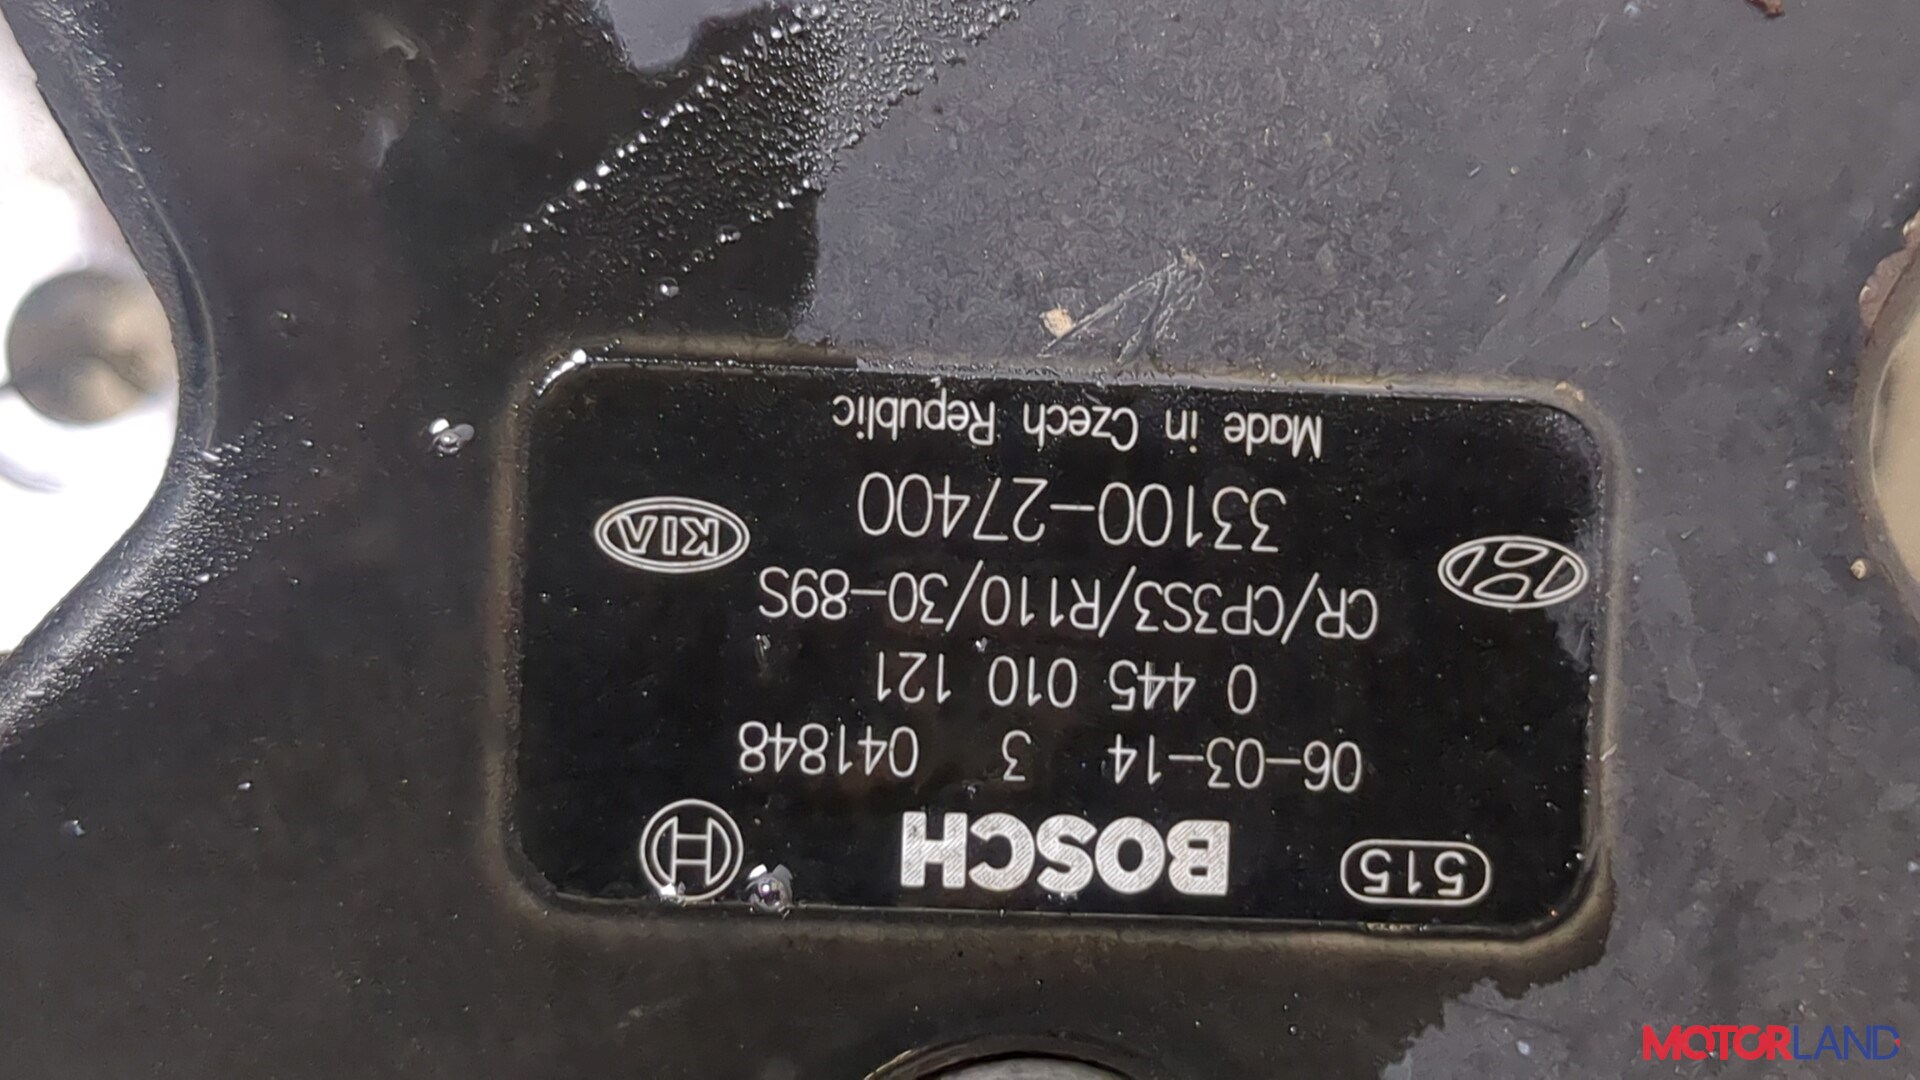 515 BOSCH
06-03-14 3 041848
0 445 010 121
CR/CP3S3/R110/30-89S
33100-27400
KIA
Made in Czech Republic
MOTORLAND